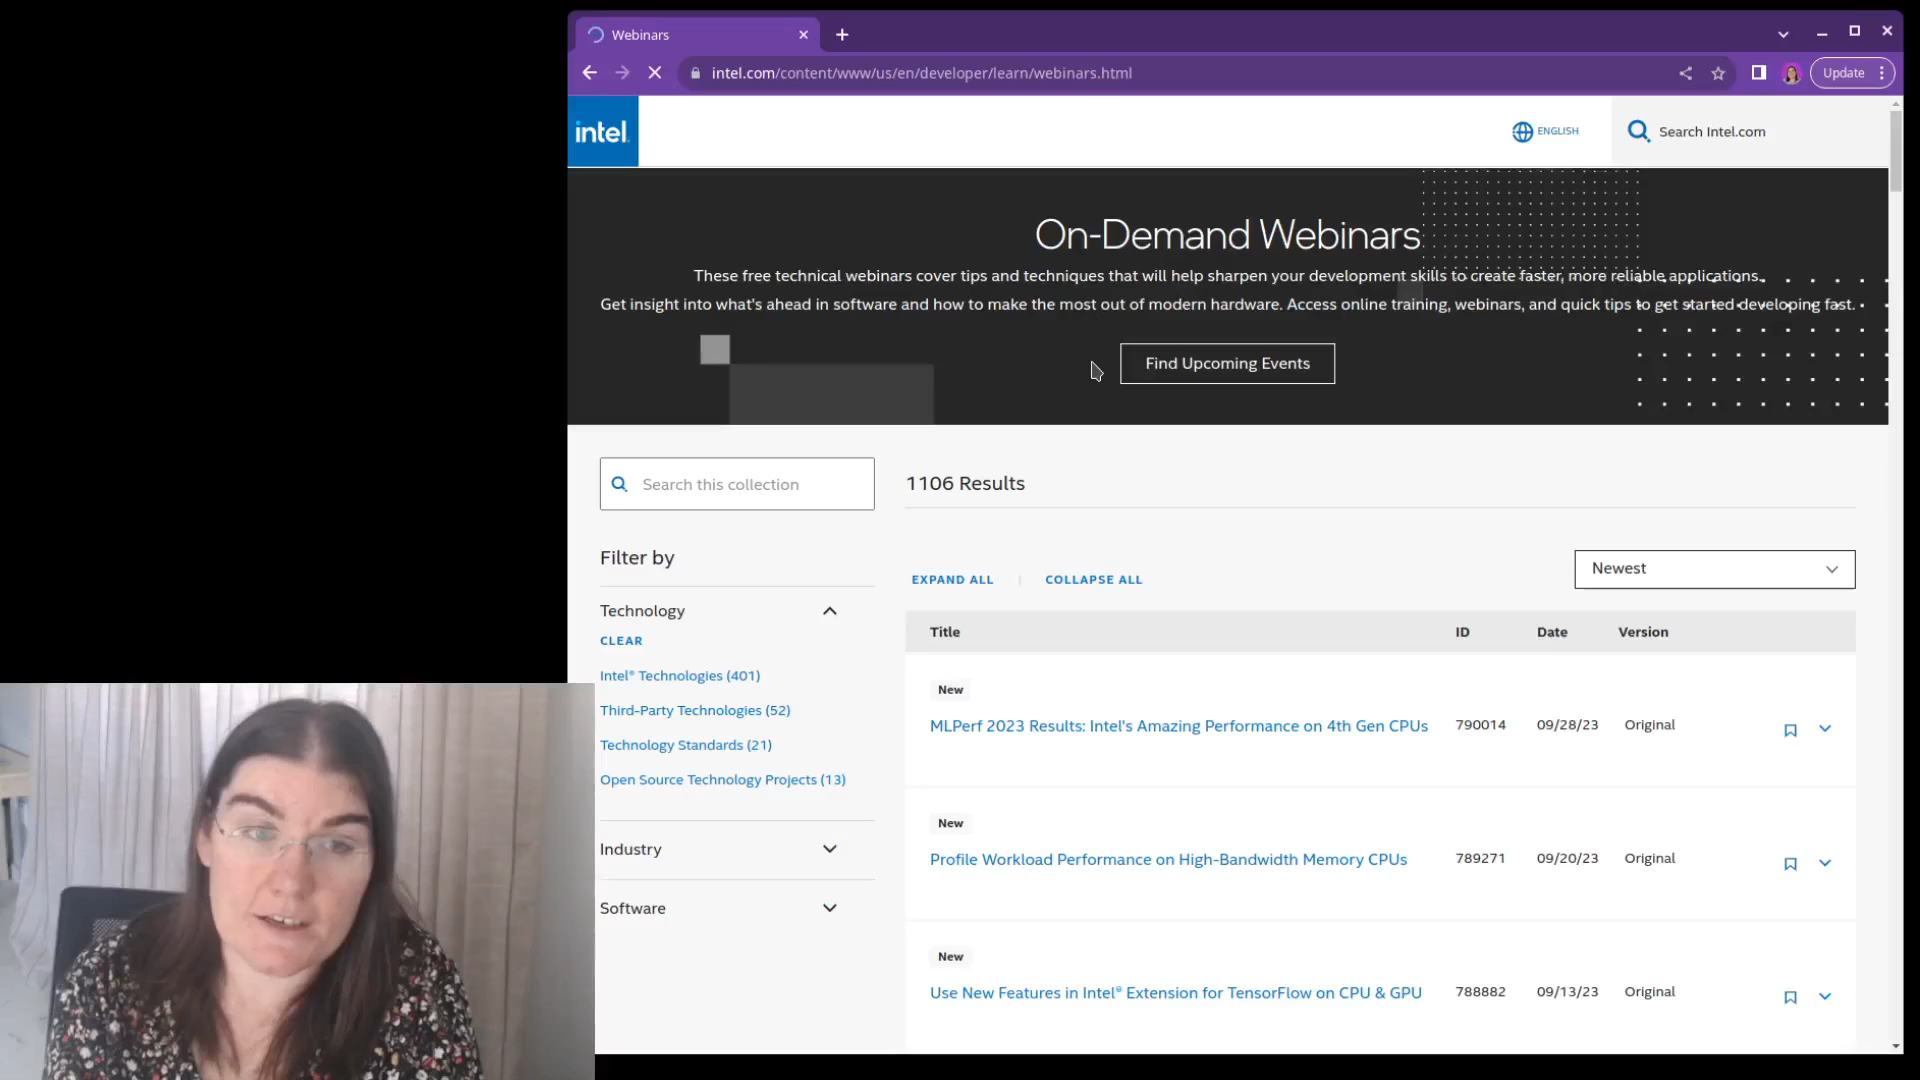 Webinars
intel.com/content/www/us/en/developer/learn/webinars.html
Update
intel.
ENGLISH
Search Intel.com
On-Demand Webinars
These free technical webinars cover tips and techniques that will help sharpen your development skills to create faster, more reliable applications.
Get insight into what's ahead in software and how to make the most out of modern hardware. Access online training, webinars, and quick tips to get started developing fast.
Find Upcoming Events
Search this collection
1106 Results
Filter by
EXPAND ALL | COLLAPSE ALL
Newest
Technology
CLEAR
Intel® Technologies (401)
Third-Party Technologies (52)
Technology Standards (21)
Open Source Technology Projects (13)
Industry
Software
Title ID Date Version
New
MLPerf 2023 Results: Intel's Amazing Performance on 4th Gen CPUs 790014 09/28/23 Original
New
Profile Workload Performance on High-Bandwidth Memory CPUs 789271 09/20/23 Original
New
Use New Features in Intel® Extension for TensorFlow on CPU & GPU 788882 09/13/23 Original